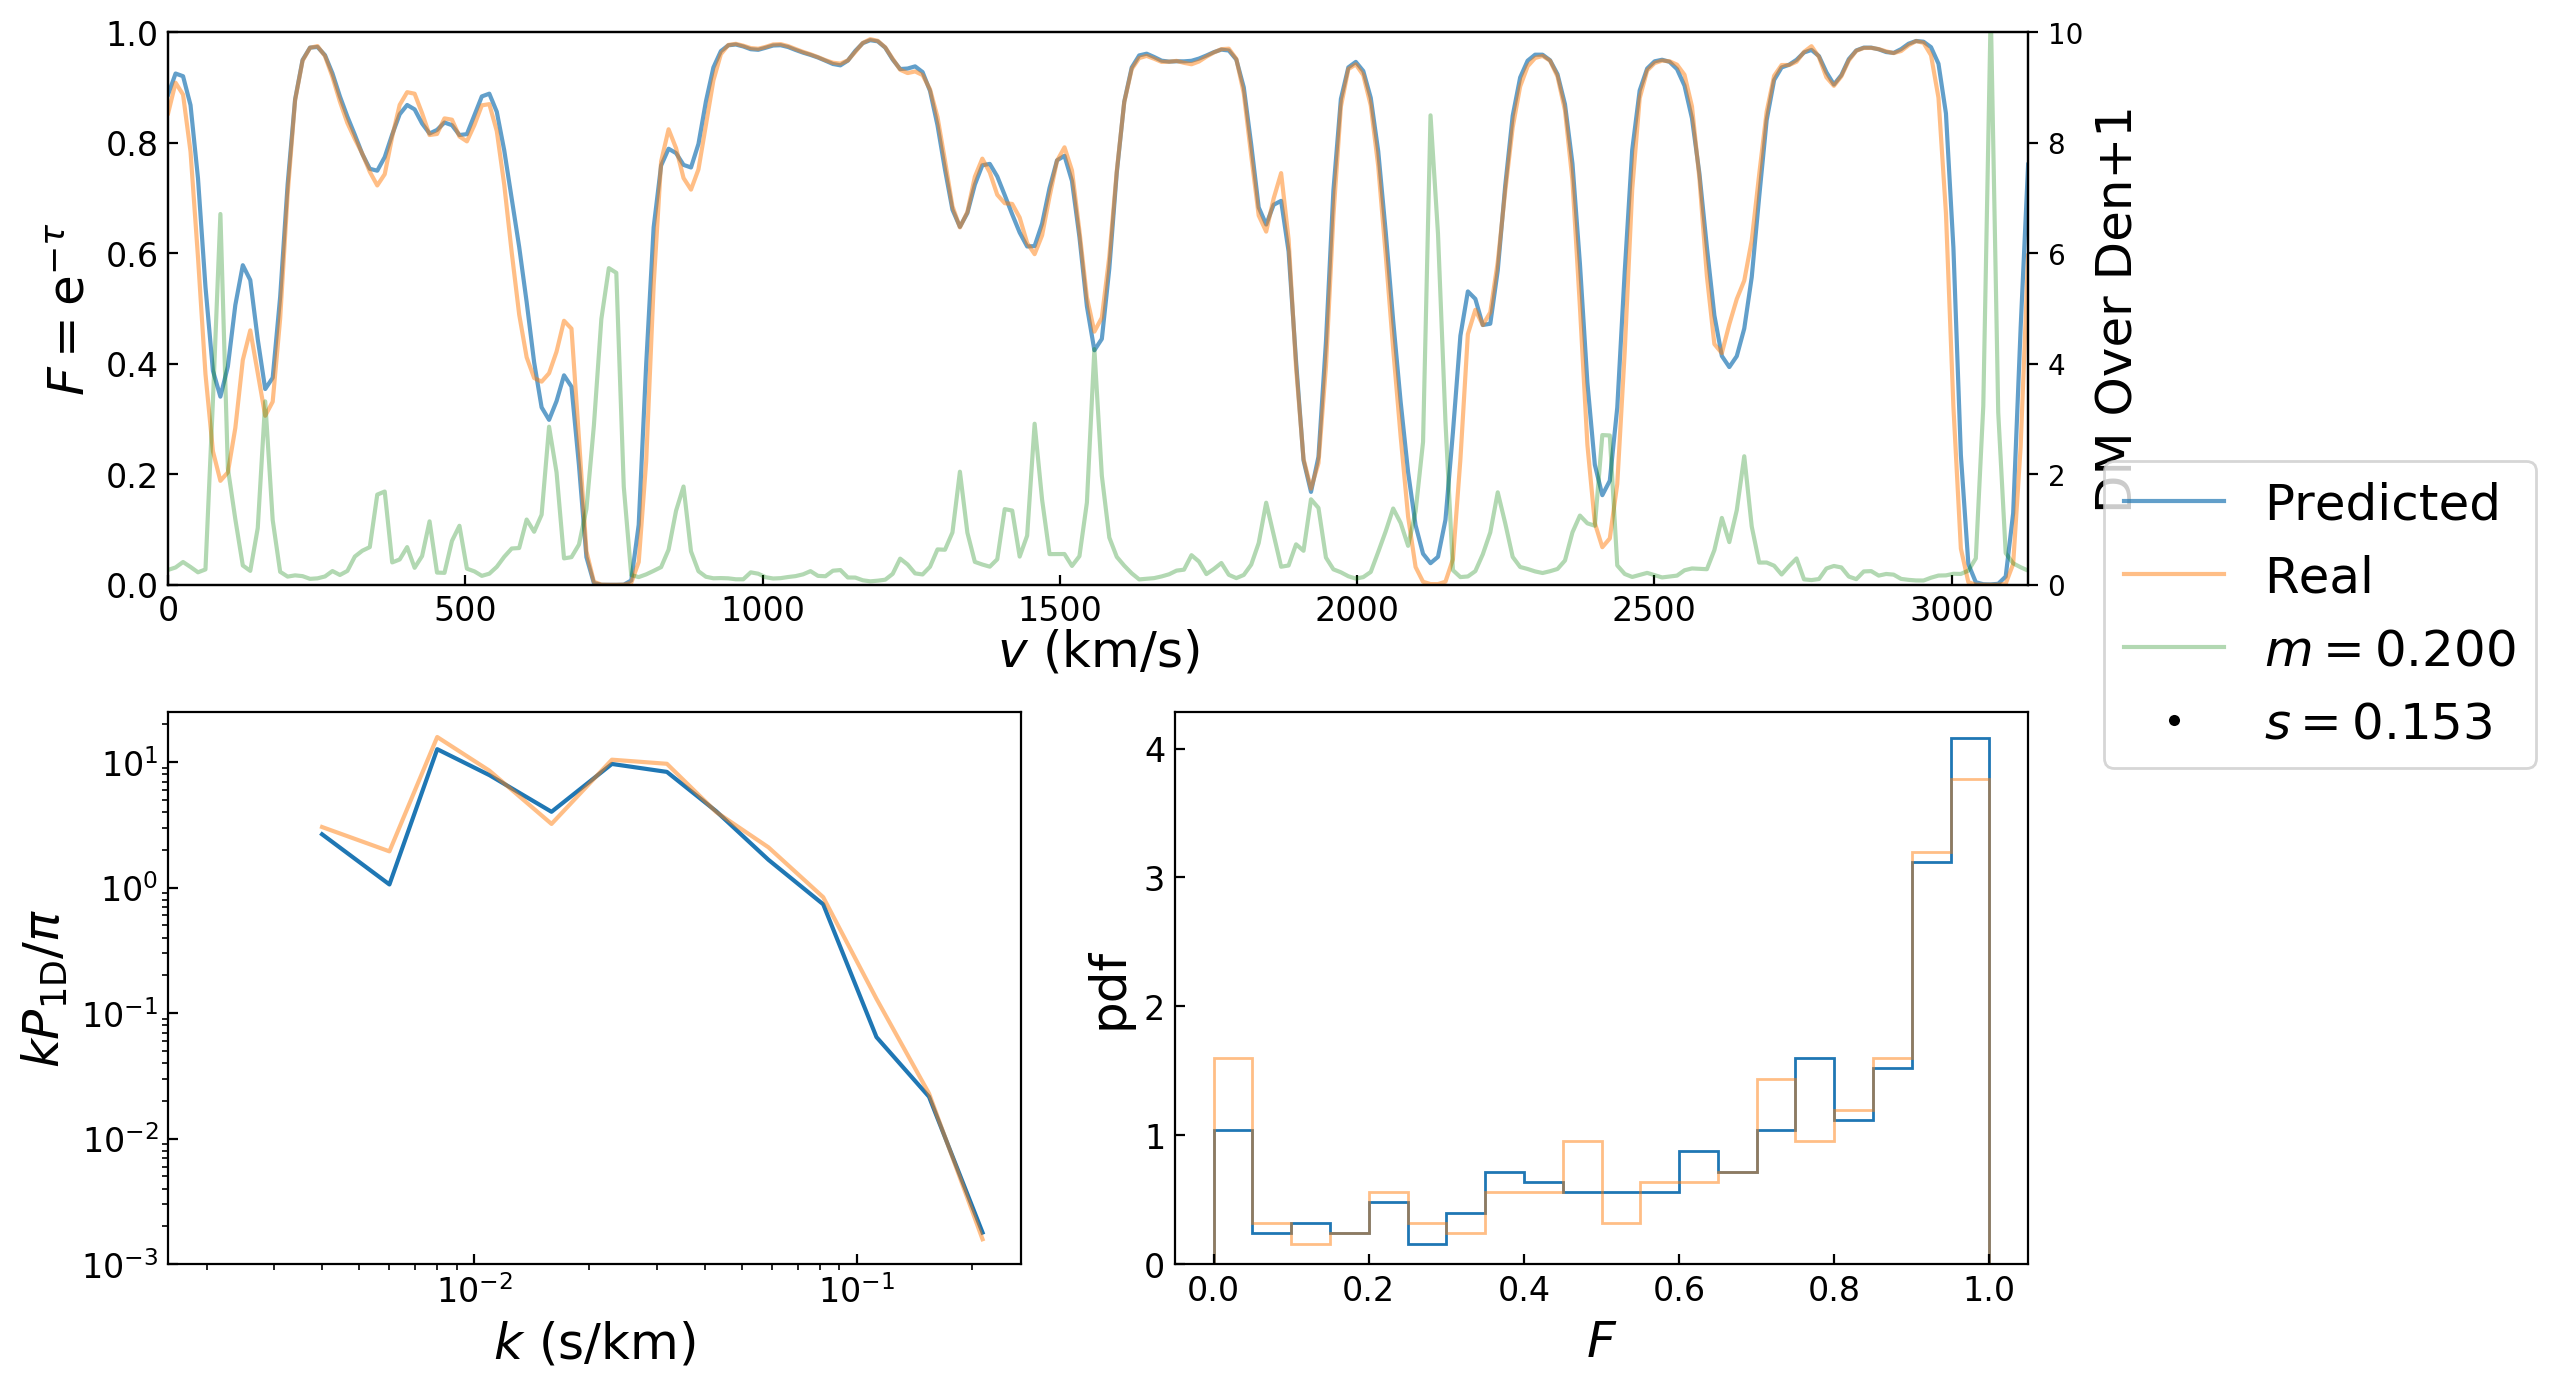 1.0
0.8
0.6
0.4
0.2
0.0
F = e^{−τ}
10
8
6
4
2
0
DM Over Den+1
0 500 1000 1500 2000 2500 3000
v (km/s)
Predicted
Real
m = 0.200
s = 0.153
10^1
10^0
10^{−1}
10^{−2}
10^{−3}
kP_{1D}/π
10^{−2} 10^{−1}
k (s/km)
4
3
2
1
0
pdf
0.0 0.2 0.4 0.6 0.8 1.0
F